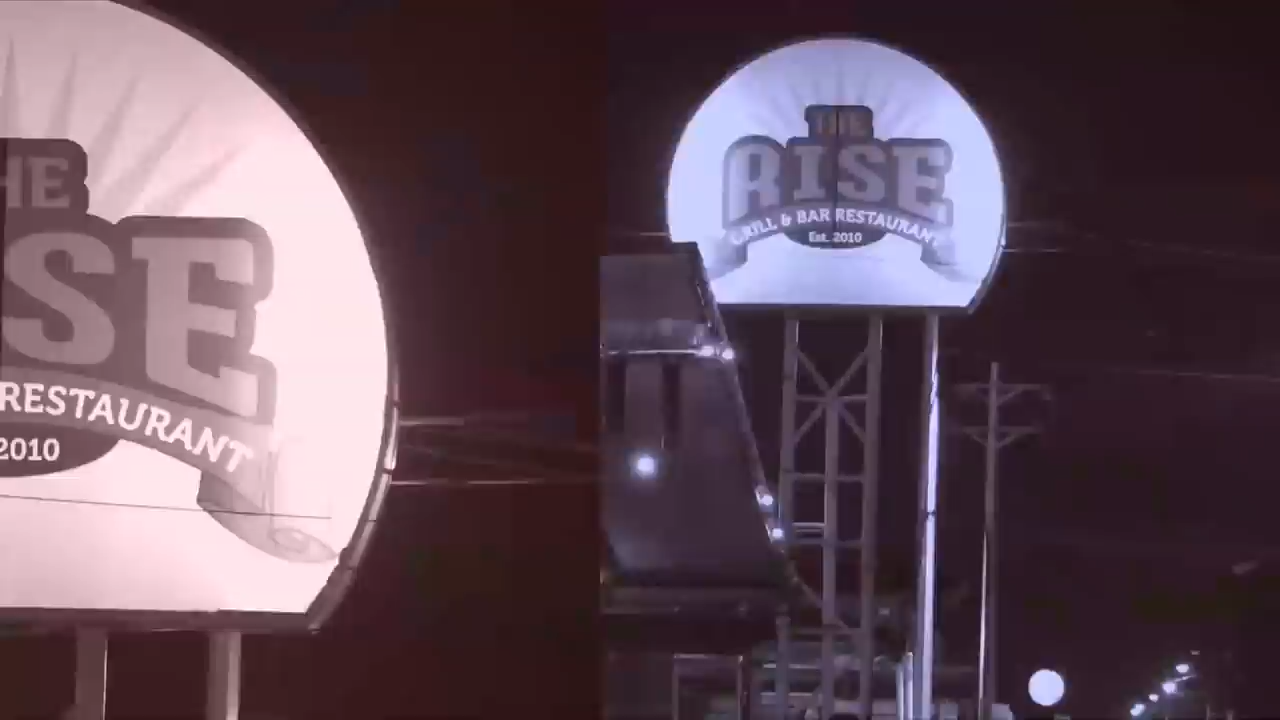 HE
SE
RESTAURANT
2010
THE
RISE
GRILL & BAR RESTAURANT
Est. 2010